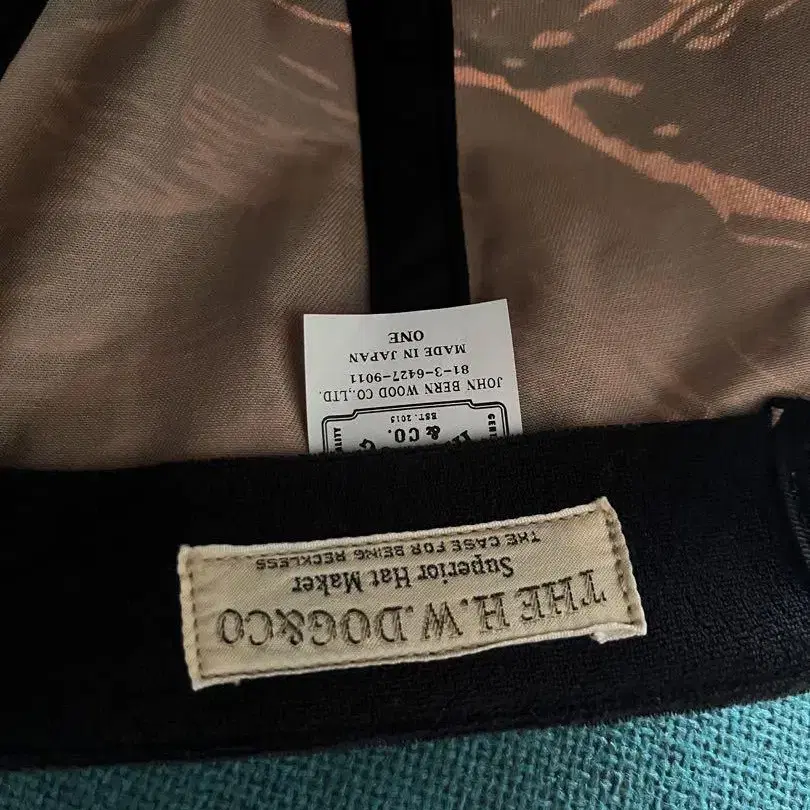 THE H.W.DOG&CO
Superior Hat Maker
THE CASE FOR BEING RECKLESS
& CO.
EST. 2015
JOHN BERN WOOD CO.,LTD.
81-3-6427-9011
MADE IN JAPAN
ONE